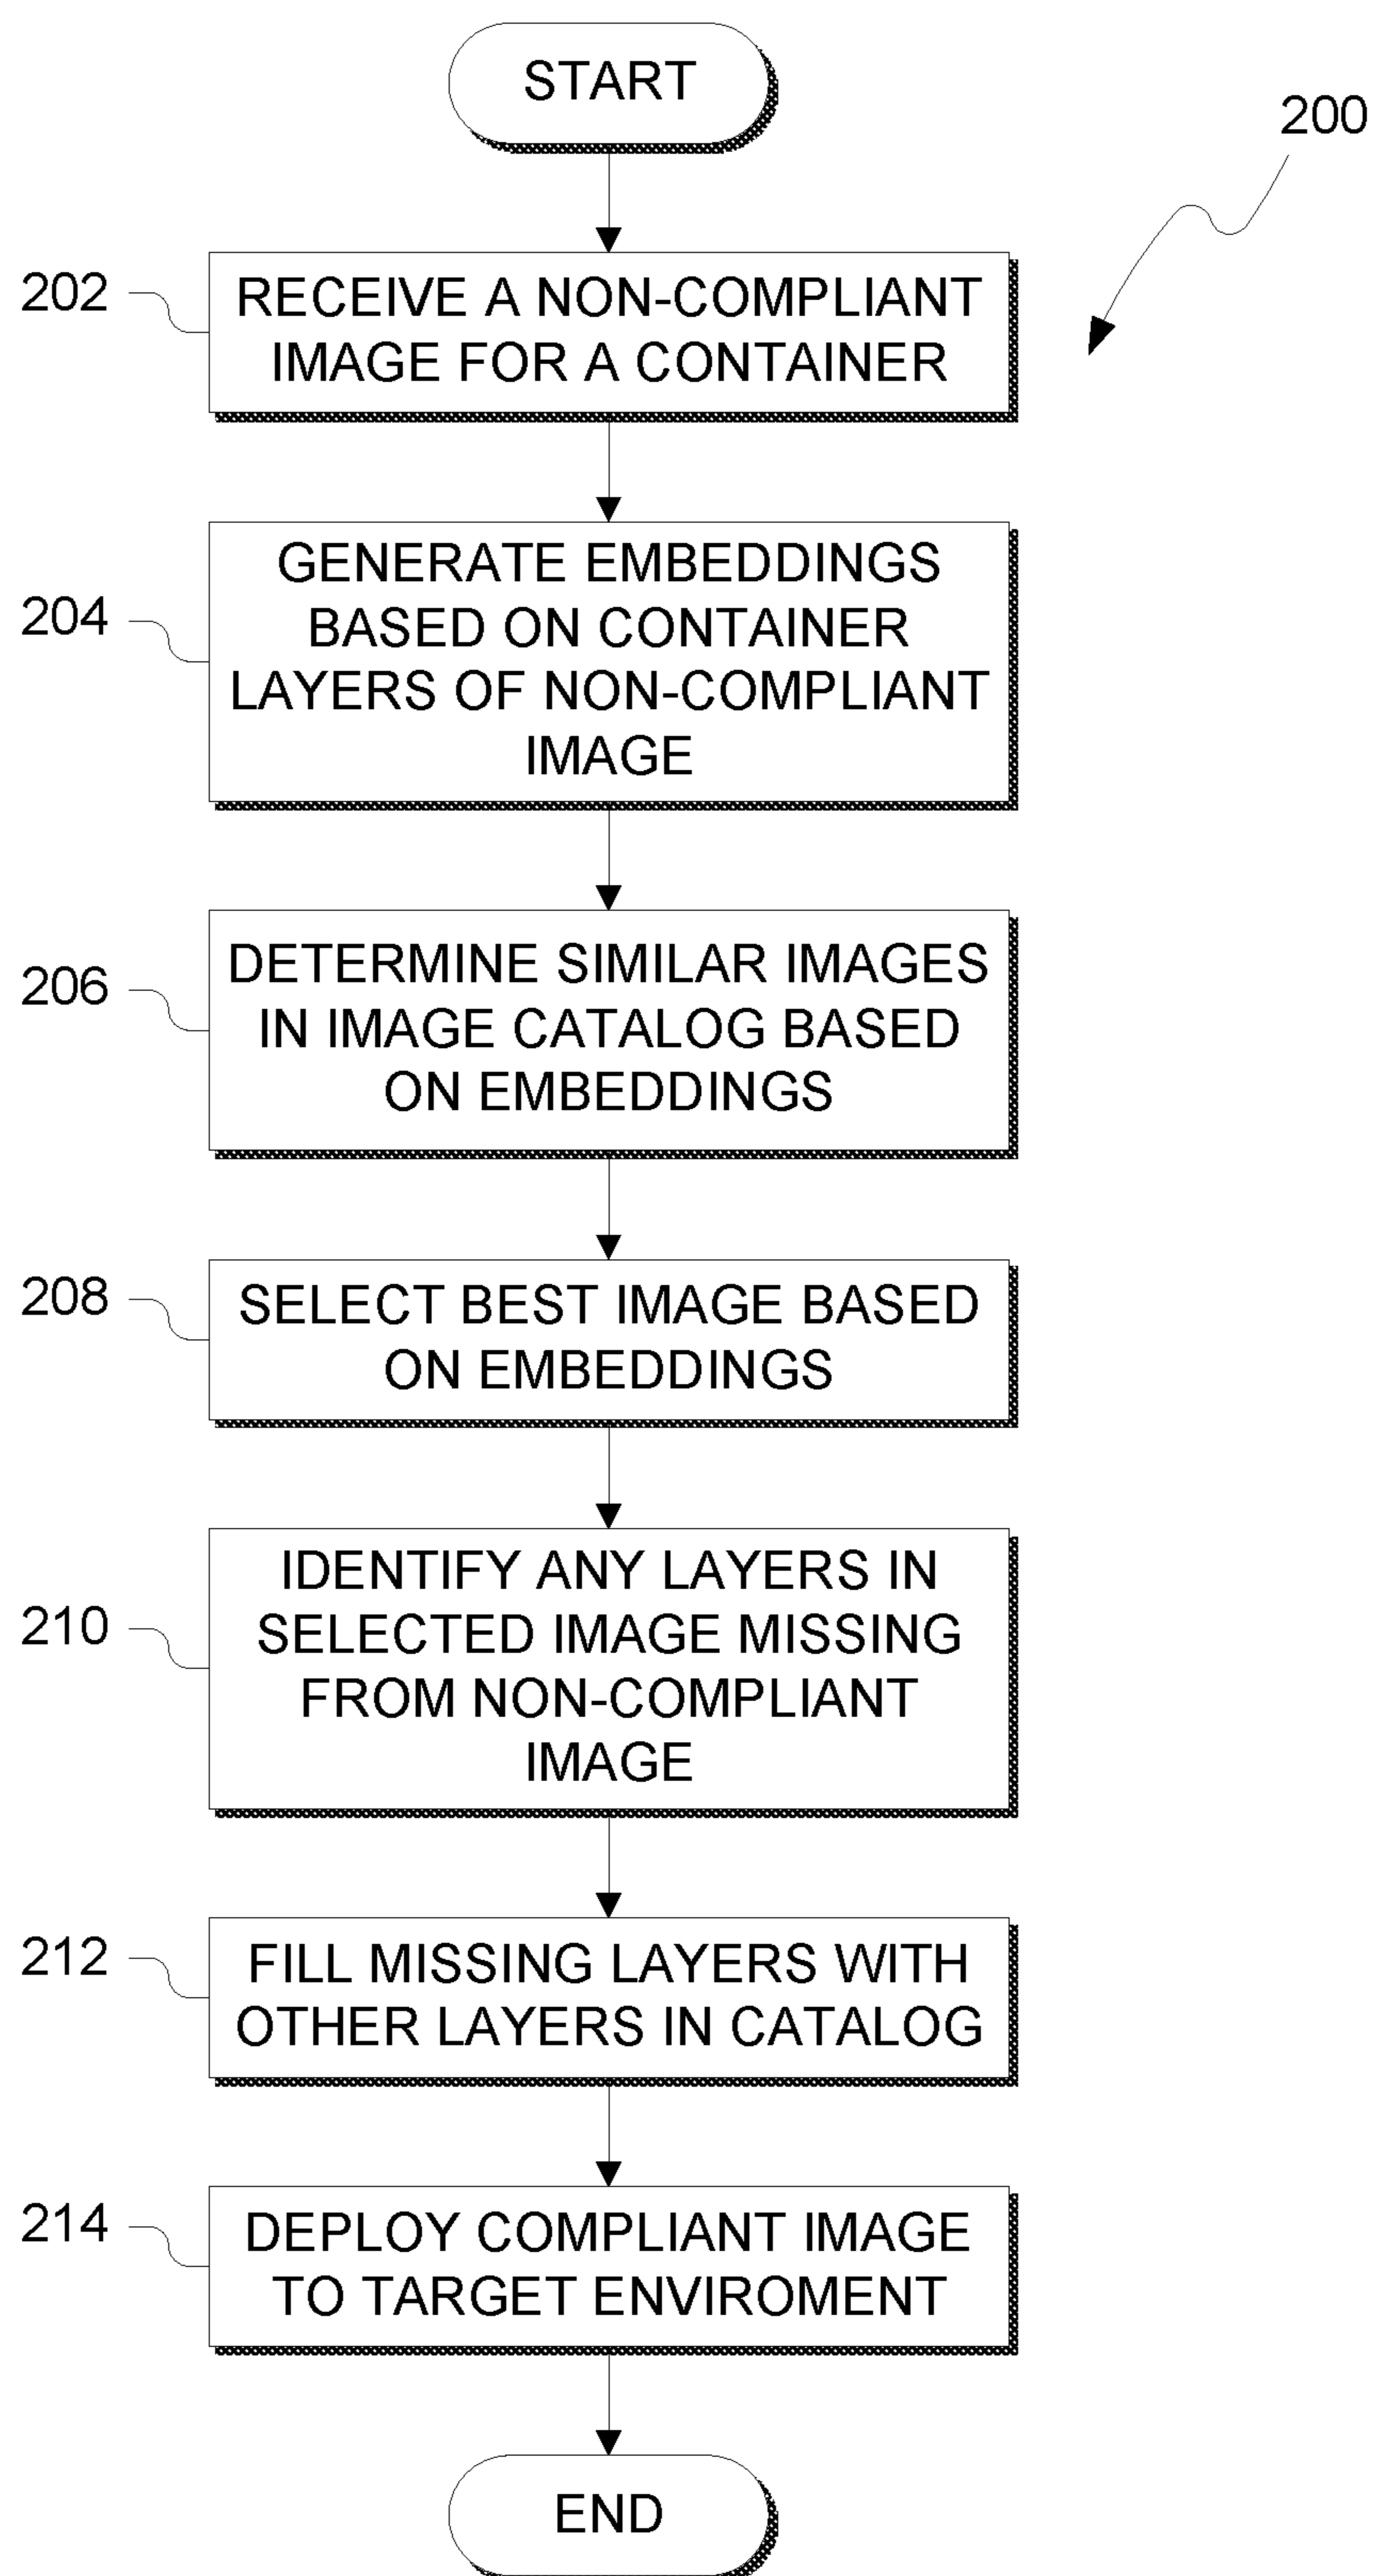 START
200
202
RECEIVE A NON-COMPLIANT
IMAGE FOR A CONTAINER
204
GENERATE EMBEDDINGS
BASED ON CONTAINER
LAYERS OF NON-COMPLIANT
IMAGE
206
DETERMINE SIMILAR IMAGES
IN IMAGE CATALOG BASED
ON EMBEDDINGS
208
SELECT BEST IMAGE BASED
ON EMBEDDINGS
210
IDENTIFY ANY LAYERS IN
SELECTED IMAGE MISSING
FROM NON-COMPLIANT
IMAGE
212
FILL MISSING LAYERS WITH
OTHER LAYERS IN CATALOG
214
DEPLOY COMPLIANT IMAGE
TO TARGET ENVIROMENT
END